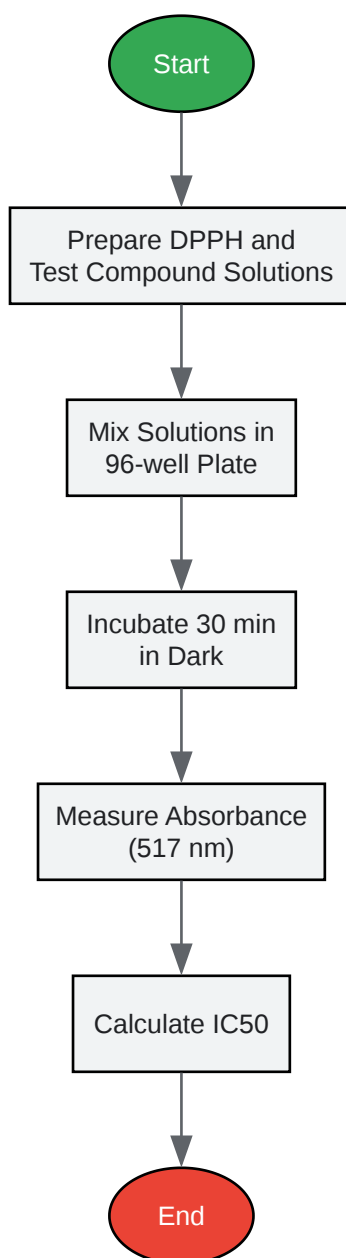 Start
Prepare DPPH and
Test Compound Solutions
Mix Solutions in
96-well Plate
Incubate 30 min
in Dark
Measure Absorbance
(517 nm)
Calculate IC50
End